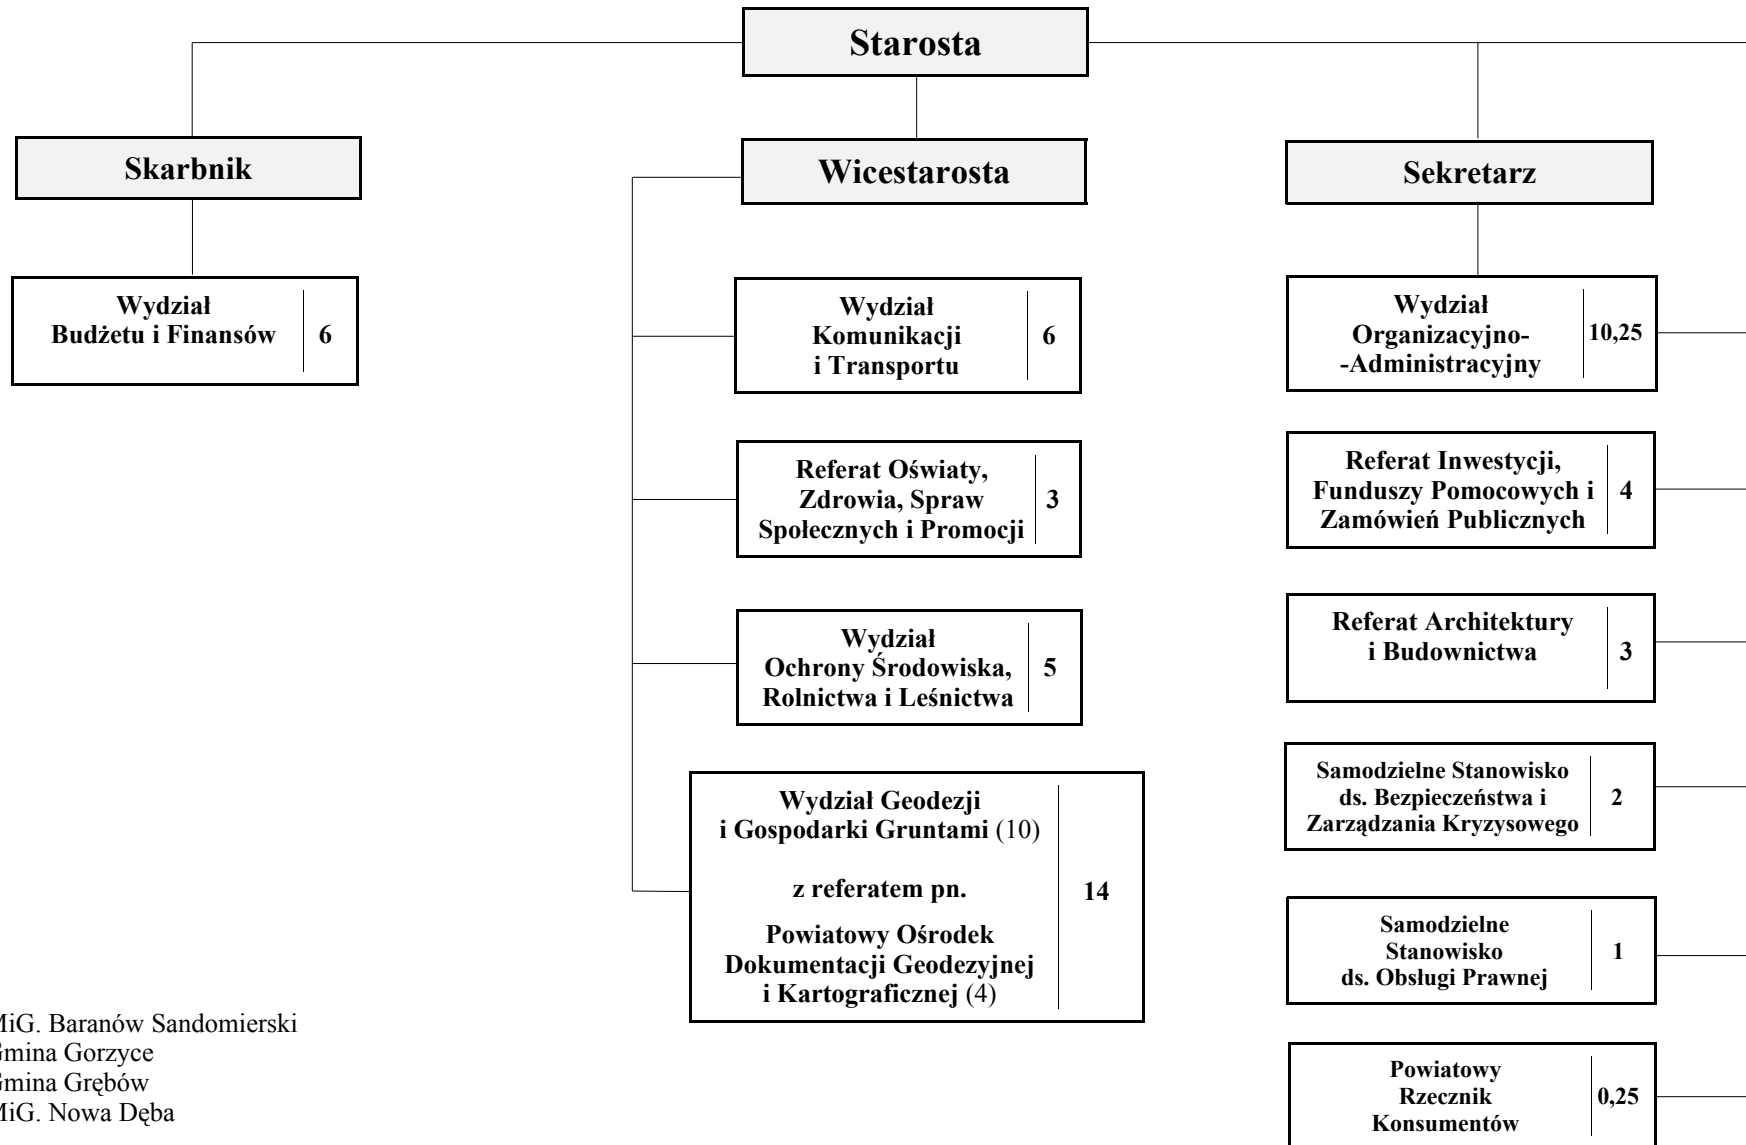 Starosta
Skarbnik
Wicestarosta
Sekretarz
Wydział
Budżetu i Finansów
6
Wydział
Komunikacji
i Transportu
6
Referat Oświaty,
Zdrowia, Spraw
Społecznych i Promocji
3
Wydział
Ochrony Środowiska,
Rolnictwa i Leśnictwa
5
Wydział Geodezji
i Gospodarki Gruntami (10)
z referatem pn.
Powiatowy Ośrodek
Dokumentacji Geodezyjnej
i Kartograficznej (4)
14
Wydział
Organizacyjno-
-Administracyjny
10,25
Referat Inwestycji,
Funduszy Pomocowych i
Zamówień Publicznych
4
Referat Architektury
i Budownictwa
3
Samodzielne Stanowisko
ds. Bezpieczeństwa i
Zarządzania Kryzysowego
2
Samodzielne
Stanowisko
ds. Obsługi Prawnej
1
Powiatowy
Rzecznik
Konsumentów
0,25
MiG. Baranów Sandomierski
Gmina Gorzyce
Gmina Grębów
MiG. Nowa Dęba